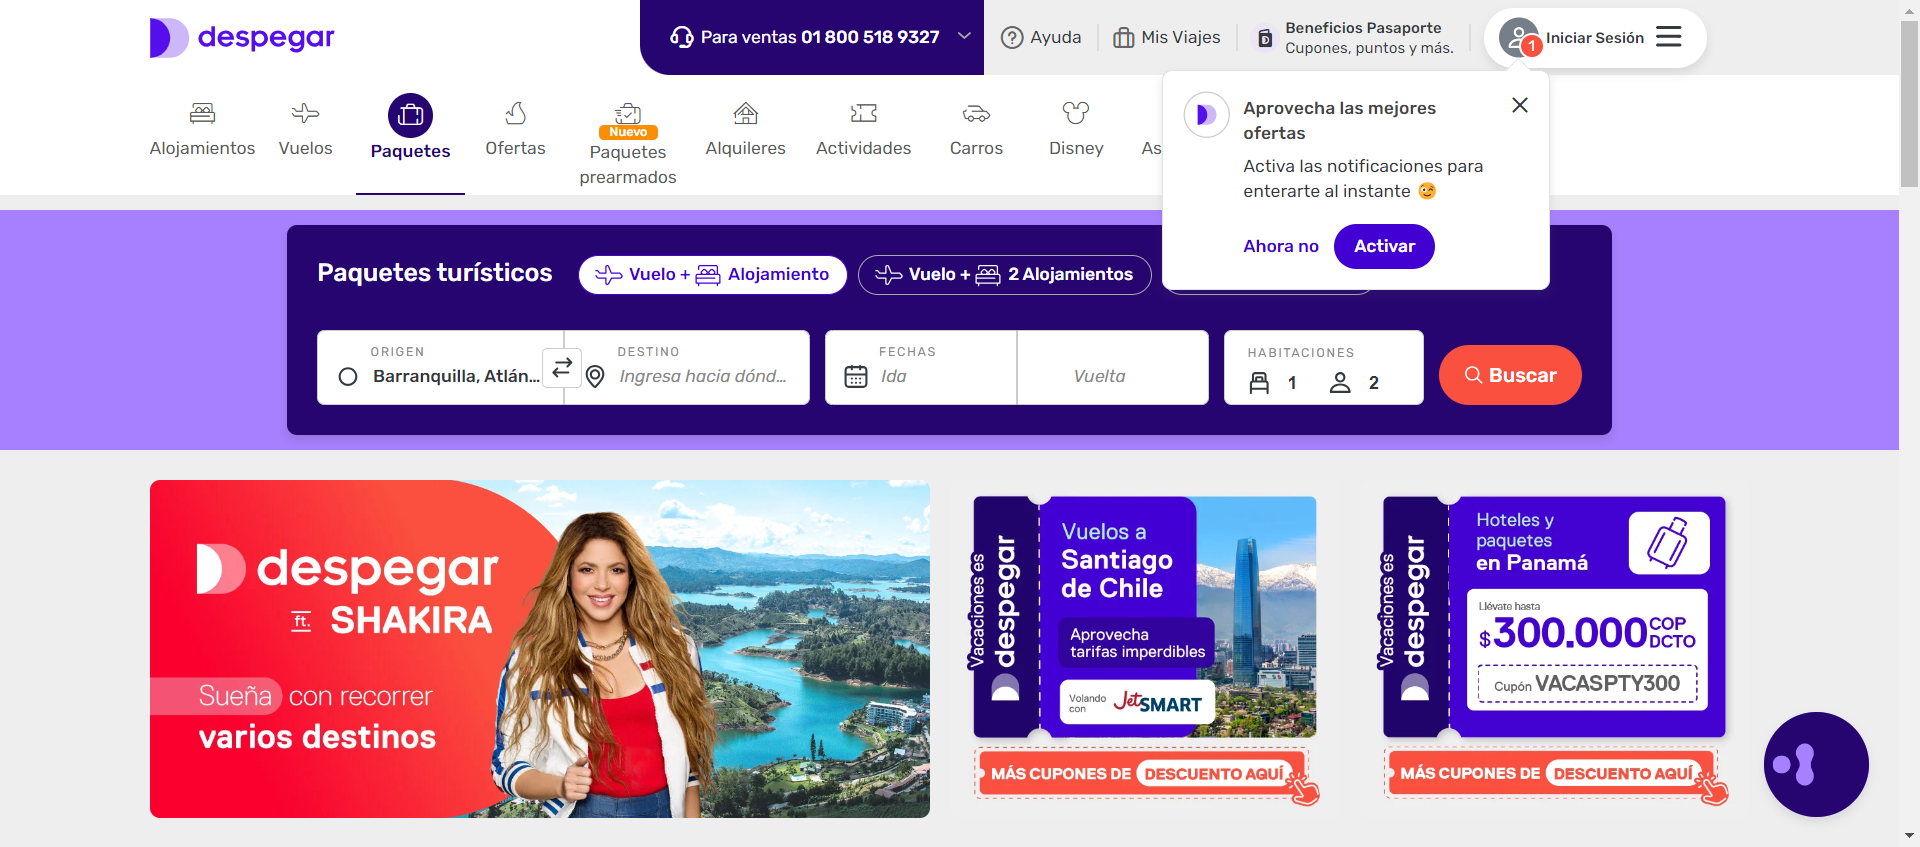 despegar
Para ventas 01 800 518 9327
Ayuda
Mis Viajes
Beneficios Pasaporte
Cupones, puntos y más.
1
Iniciar Sesión
Alojamientos
Vuelos
Paquetes
Ofertas
Nuevo
Paquetes
prearmados
Alquileres
Actividades
Carros
Disney
As
Aprovecha las mejores
ofertas
Activa las notificaciones para
enterarte al instante 😉
Ahora no
Activar
Paquetes turísticos
Vuelo + Alojamiento
Vuelo + 2 Alojamientos
ORIGEN
Barranquilla, Atlán...
DESTINO
Ingresa hacia dónd...
FECHAS
Ida
Vuelta
HABITACIONES
1
2
Buscar
despegar
ft. SHAKIRA
Sueña con recorrer
varios destinos
Vacaciones es
despegar
Vuelos a
Santiago
de Chile
Aprovecha
tarifas imperdibles
Volando
con
JetSMART
MÁS CUPONES DE DESCUENTO AQUÍ
Vacaciones es
despegar
Hoteles y
paquetes
en Panamá
Llévate hasta
$300.000 COP
DCTO
Cupón VACASPTY300
MÁS CUPONES DE DESCUENTO AQUÍ